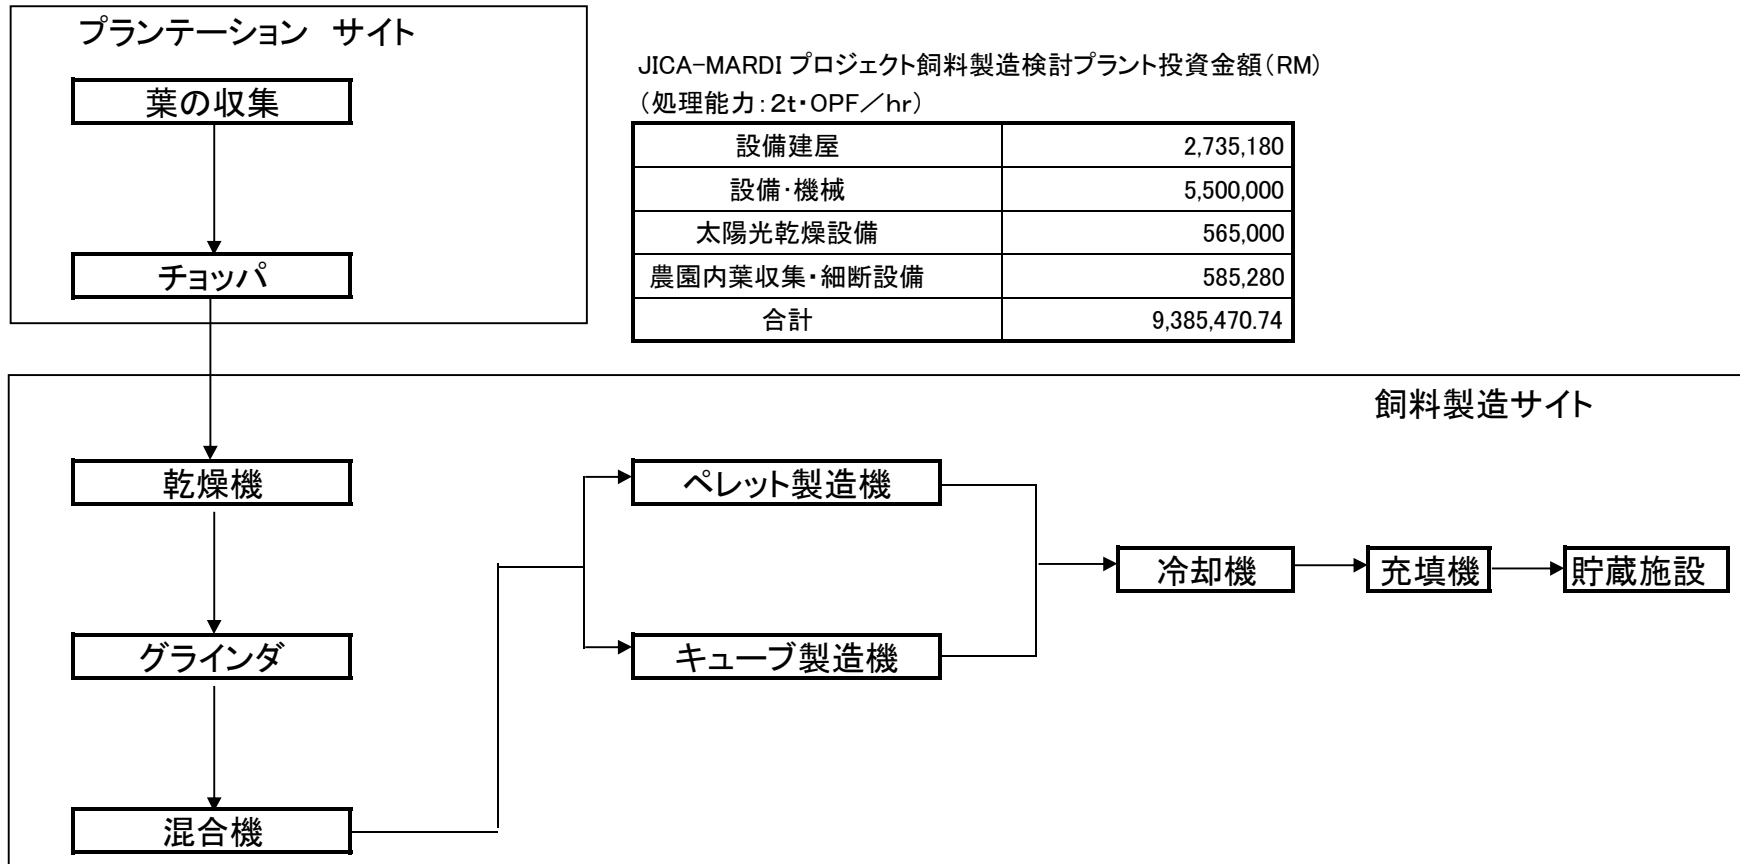 プランテーション サイト
葉の収集
チョッパ
JICA-MARDI プロジェクト飼料製造検討プラント投資金額(RM)
(処理能力:2t・OPF/hr)
設備建屋 2,735,180
設備・機械 5,500,000
太陽光乾燥設備 565,000
農園内葉収集・細断設備 585,280
合計 9,385,470.74
飼料製造サイト
乾燥機
グラインダ
混合機
ペレット製造機
キューブ製造機
冷却機
充填機
貯蔵施設